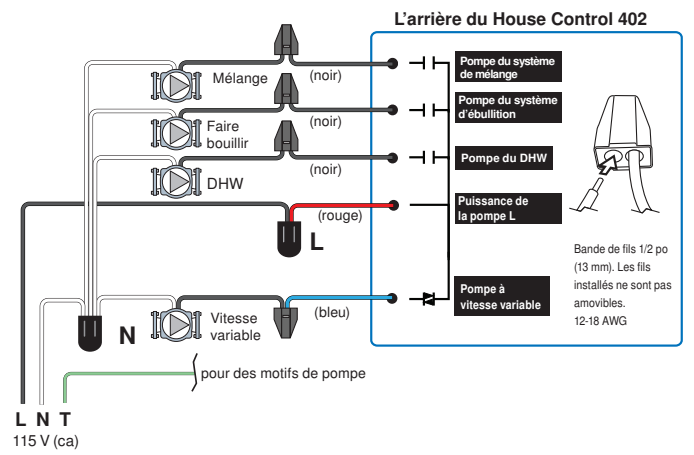 L'arrière du House Control 402
Mélange
(noir)
Pompe du système
de mélange
Faire
bouillir
(noir)
Pompe du système
d'ébullition
DHW
(noir)
Pompe du DHW
(rouge)
L
Puissance de
la pompe L
Bande de fils 1/2 po
(13 mm). Les fils
installés ne sont pas
amovibles.
12-18 AWG
N
Vitesse
variable
(bleu)
Pompe à
vitesse variable
pour des motifs de pompe
L N T
115 V (ca)